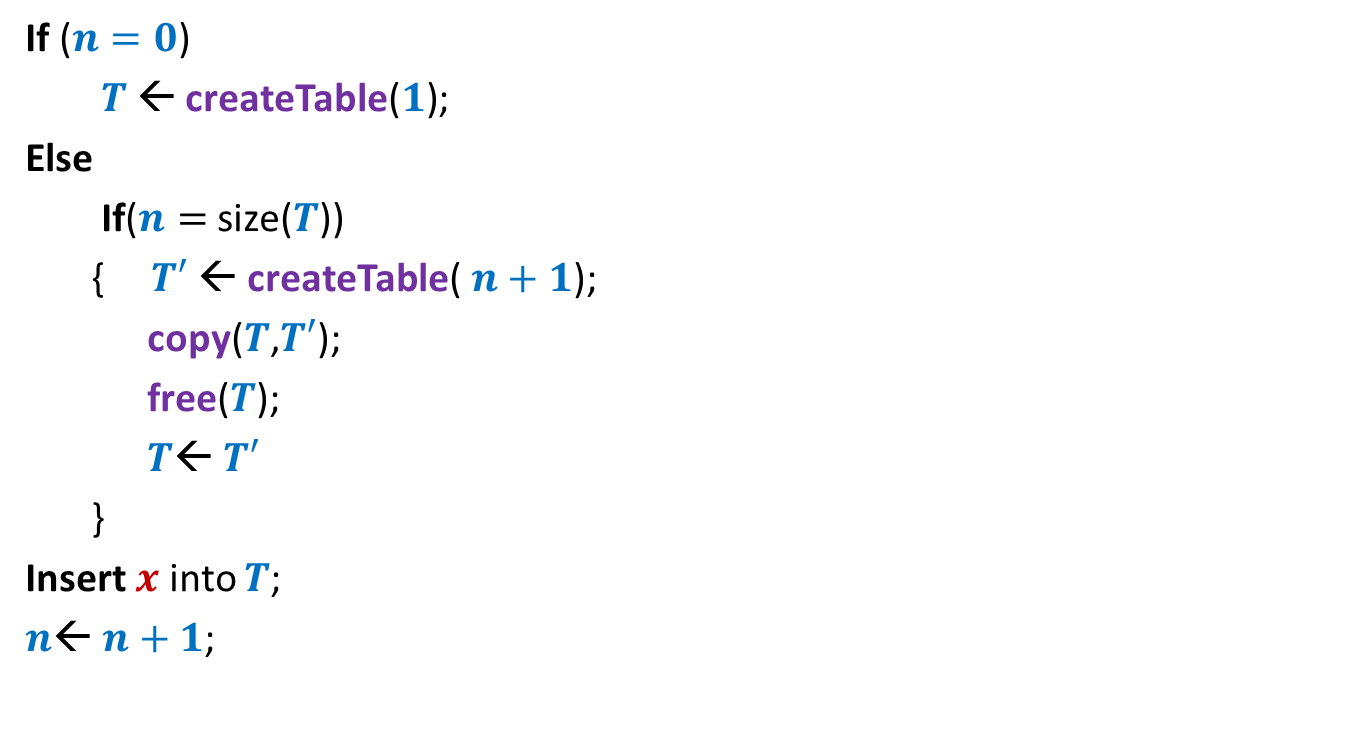 If (n = 0)
T ← createTable(1);
Else
If(n = size(T))
{ T′ ← createTable( n + 1);
copy(T,T′);
free(T);
T← T′
}
Insert x into T;
n← n + 1;